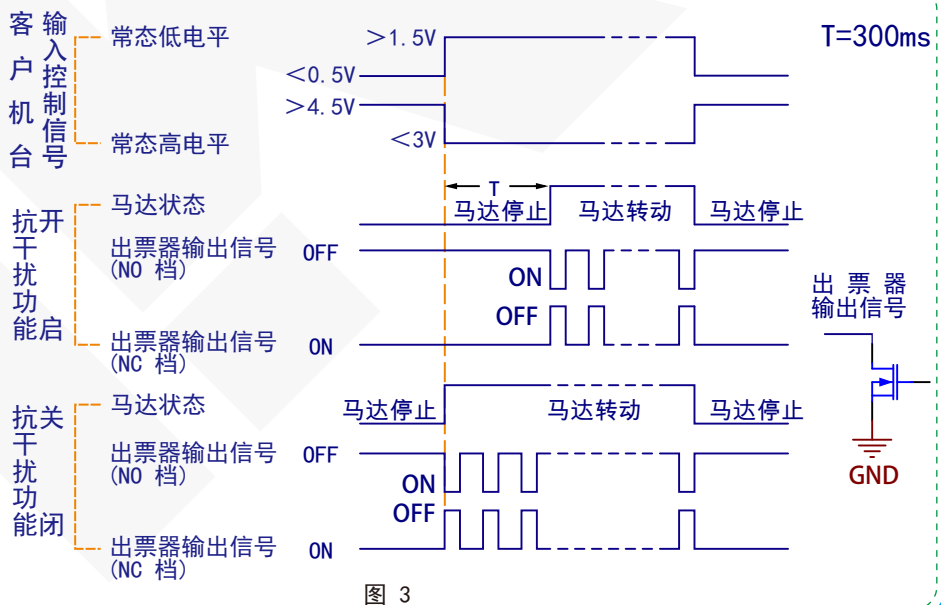 客户机台
输入控制信号
常态低电平
>1.5V
T=300ms
<0.5V
>4.5V
常态高电平
<3V
抗干扰功能
开启
马达状态
T
马达停止
马达转动
马达停止
出票器输出信号
(NO 档)
OFF
ON
OFF
出票器输出信号
(NC 档)
ON
出 票 器
输出信号
GND
抗干扰功能
关闭
马达状态
马达停止
马达转动
马达停止
出票器输出信号
(NO 档)
OFF
ON
OFF
出票器输出信号
(NC 档)
ON
图 3